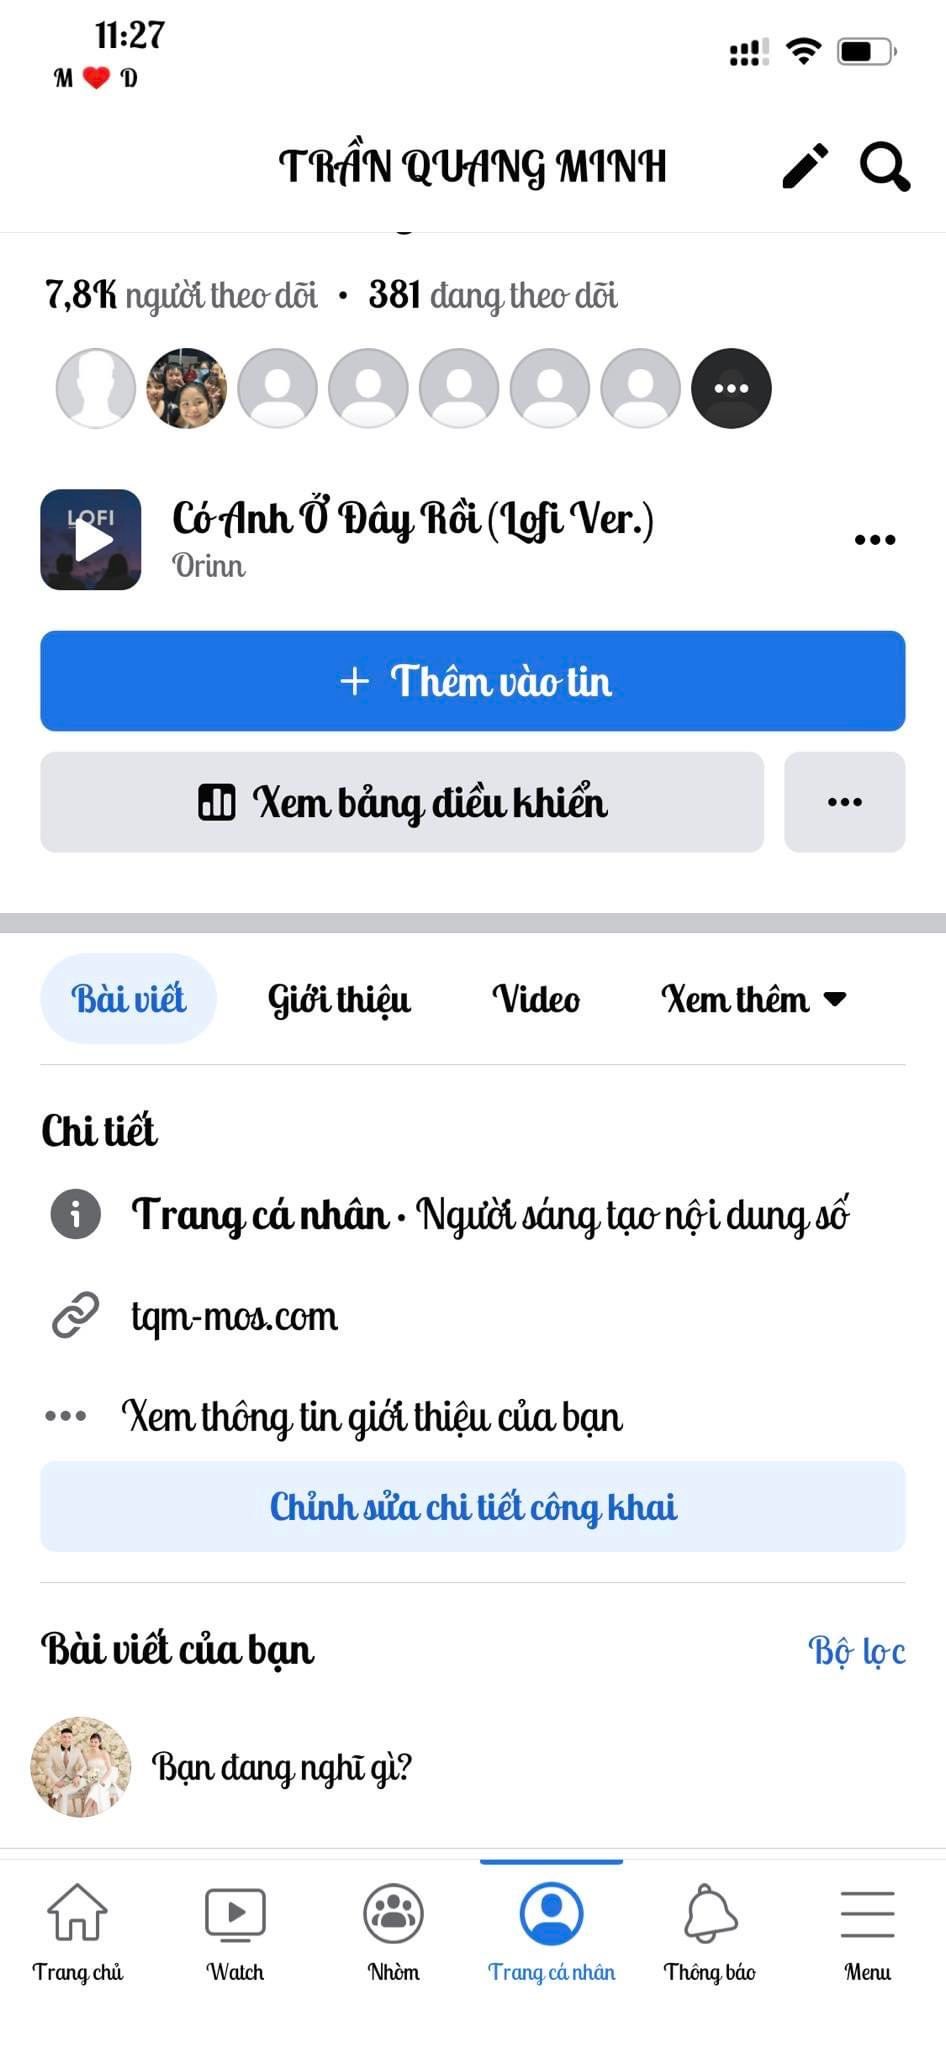 11:27
M ❤️ D
TRẦN QUANG MINH
7,8K người theo dõi • 381 đang theo dõi
LOFI
Có Anh Ở Đây Rồi (Lofi Ver.)
Orinn
+ Thêm vào tin
Xem bảng điều khiển
Bài viết Giới thiệu Video Xem thêm
Chi tiết
Trang cá nhân · Người sáng tạo nội dung số
tqm-mos.com
Xem thông tin giới thiệu của bạn
Chỉnh sửa chi tiết công khai
Bài viết của bạn Bộ lọc
Bạn đang nghĩ gì?
Trang chủ Watch Nhóm Trang cá nhân Thông báo Menu